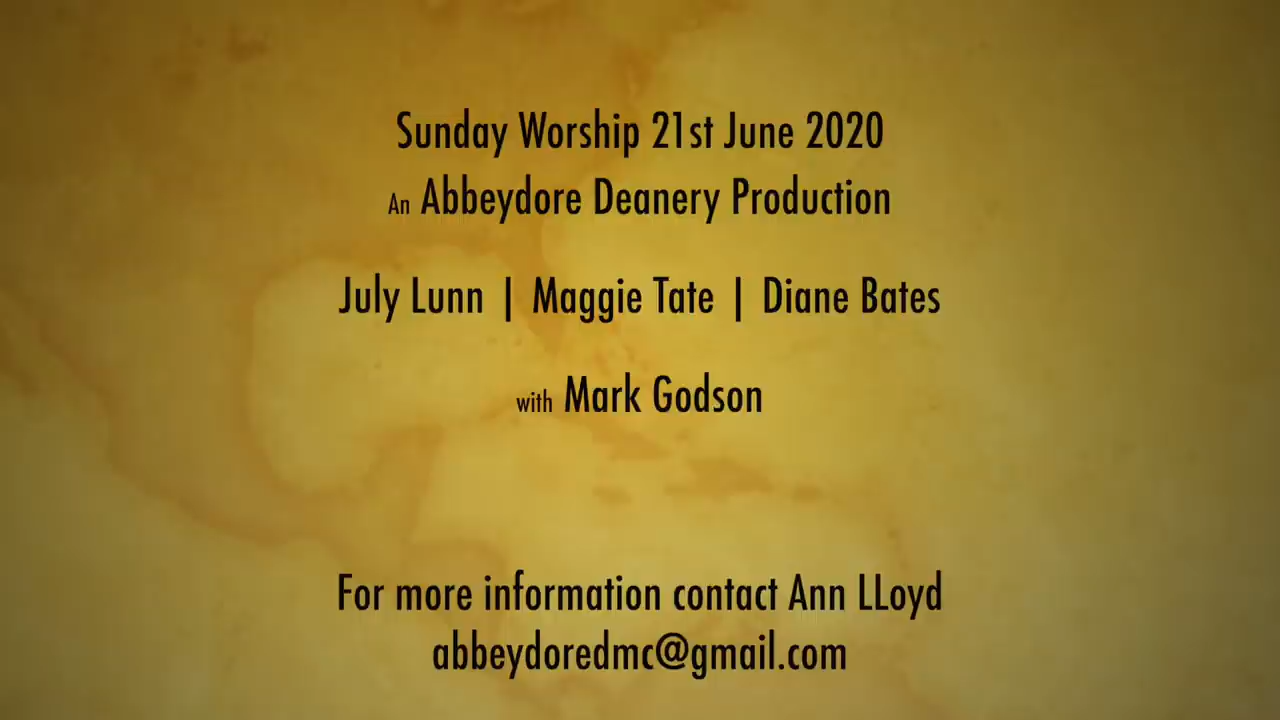 Sunday Worship 21st June 2020
An Abbeydore Deanery Production
July Lunn | Maggie Tate | Diane Bates
with Mark Godson
For more information contact Ann LLoyd
abbeydoredmc@gmail.com